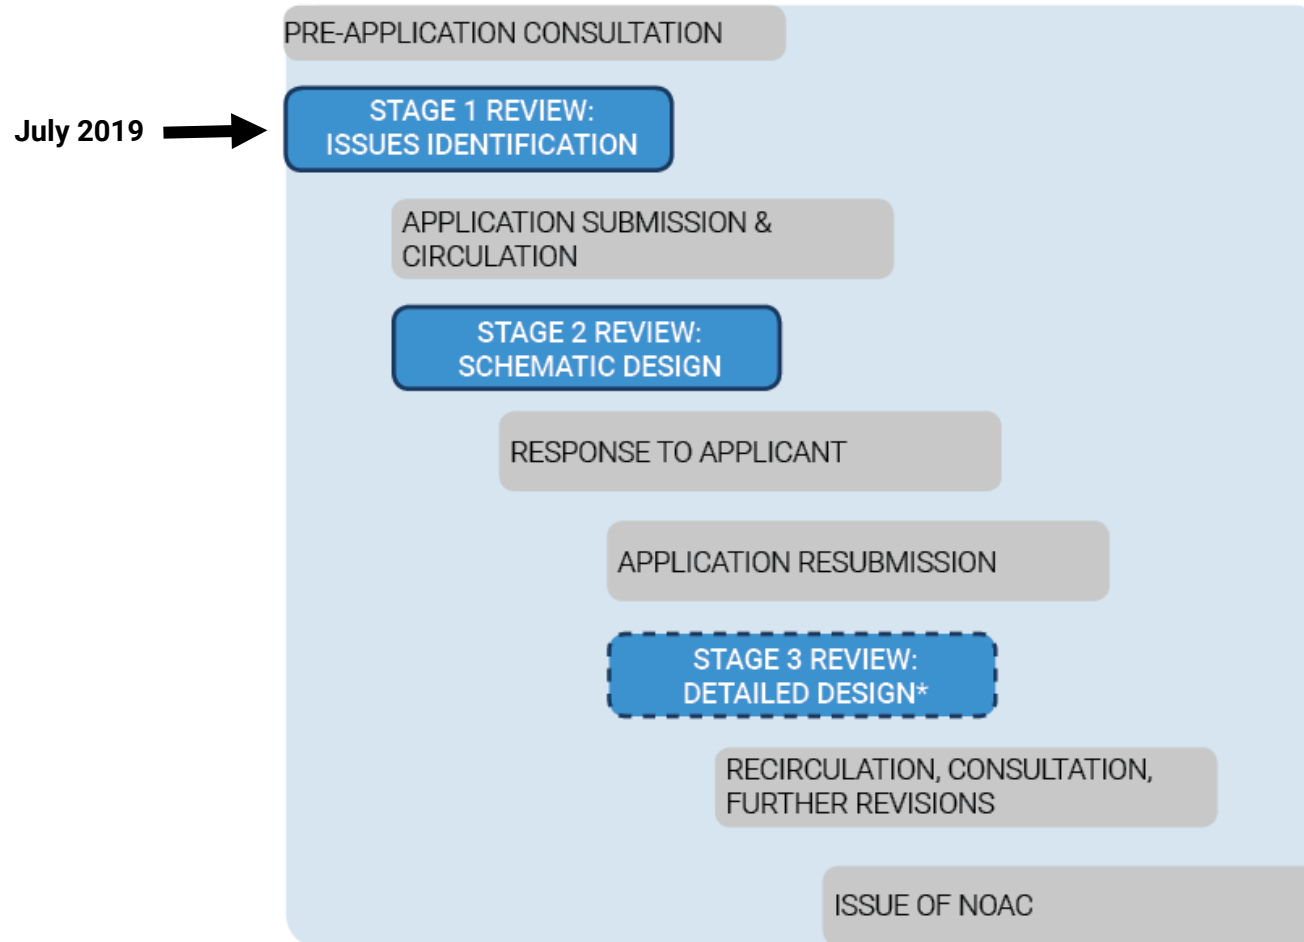 PRE-APPLICATION CONSULTATION
July 2019
STAGE 1 REVIEW:
ISSUES IDENTIFICATION
APPLICATION SUBMISSION &
CIRCULATION
STAGE 2 REVIEW:
SCHEMATIC DESIGN
RESPONSE TO APPLICANT
APPLICATION RESUBMISSION
STAGE 3 REVIEW:
DETAILED DESIGN*
RECIRCULATION, CONSULTATION,
FURTHER REVISIONS
ISSUE OF NOAC